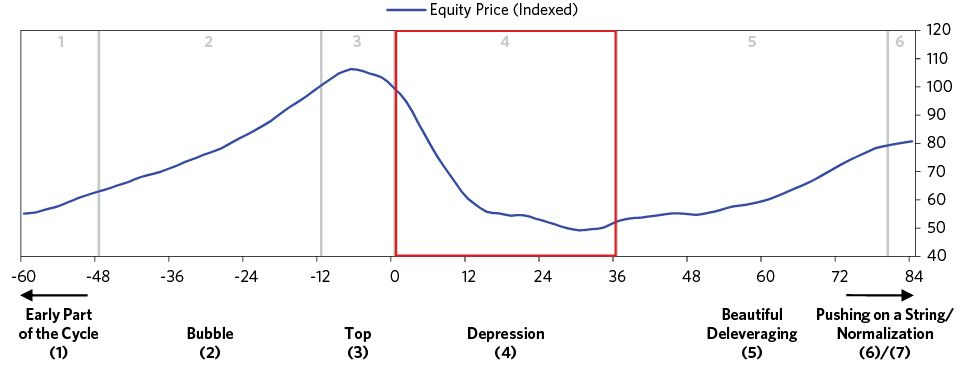 Equity Price (Indexed)
1 2 3 4 5 6
120
110
100
90
80
70
60
50
40
-60 -48 -36 -24 -12 0 12 24 36 48 60 72 84
Early Part
of the Cycle
(1)
Bubble
(2)
Top
(3)
Depression
(4)
Beautiful
Deleveraging
(5)
Pushing on a String/
Normalization
(6)/(7)